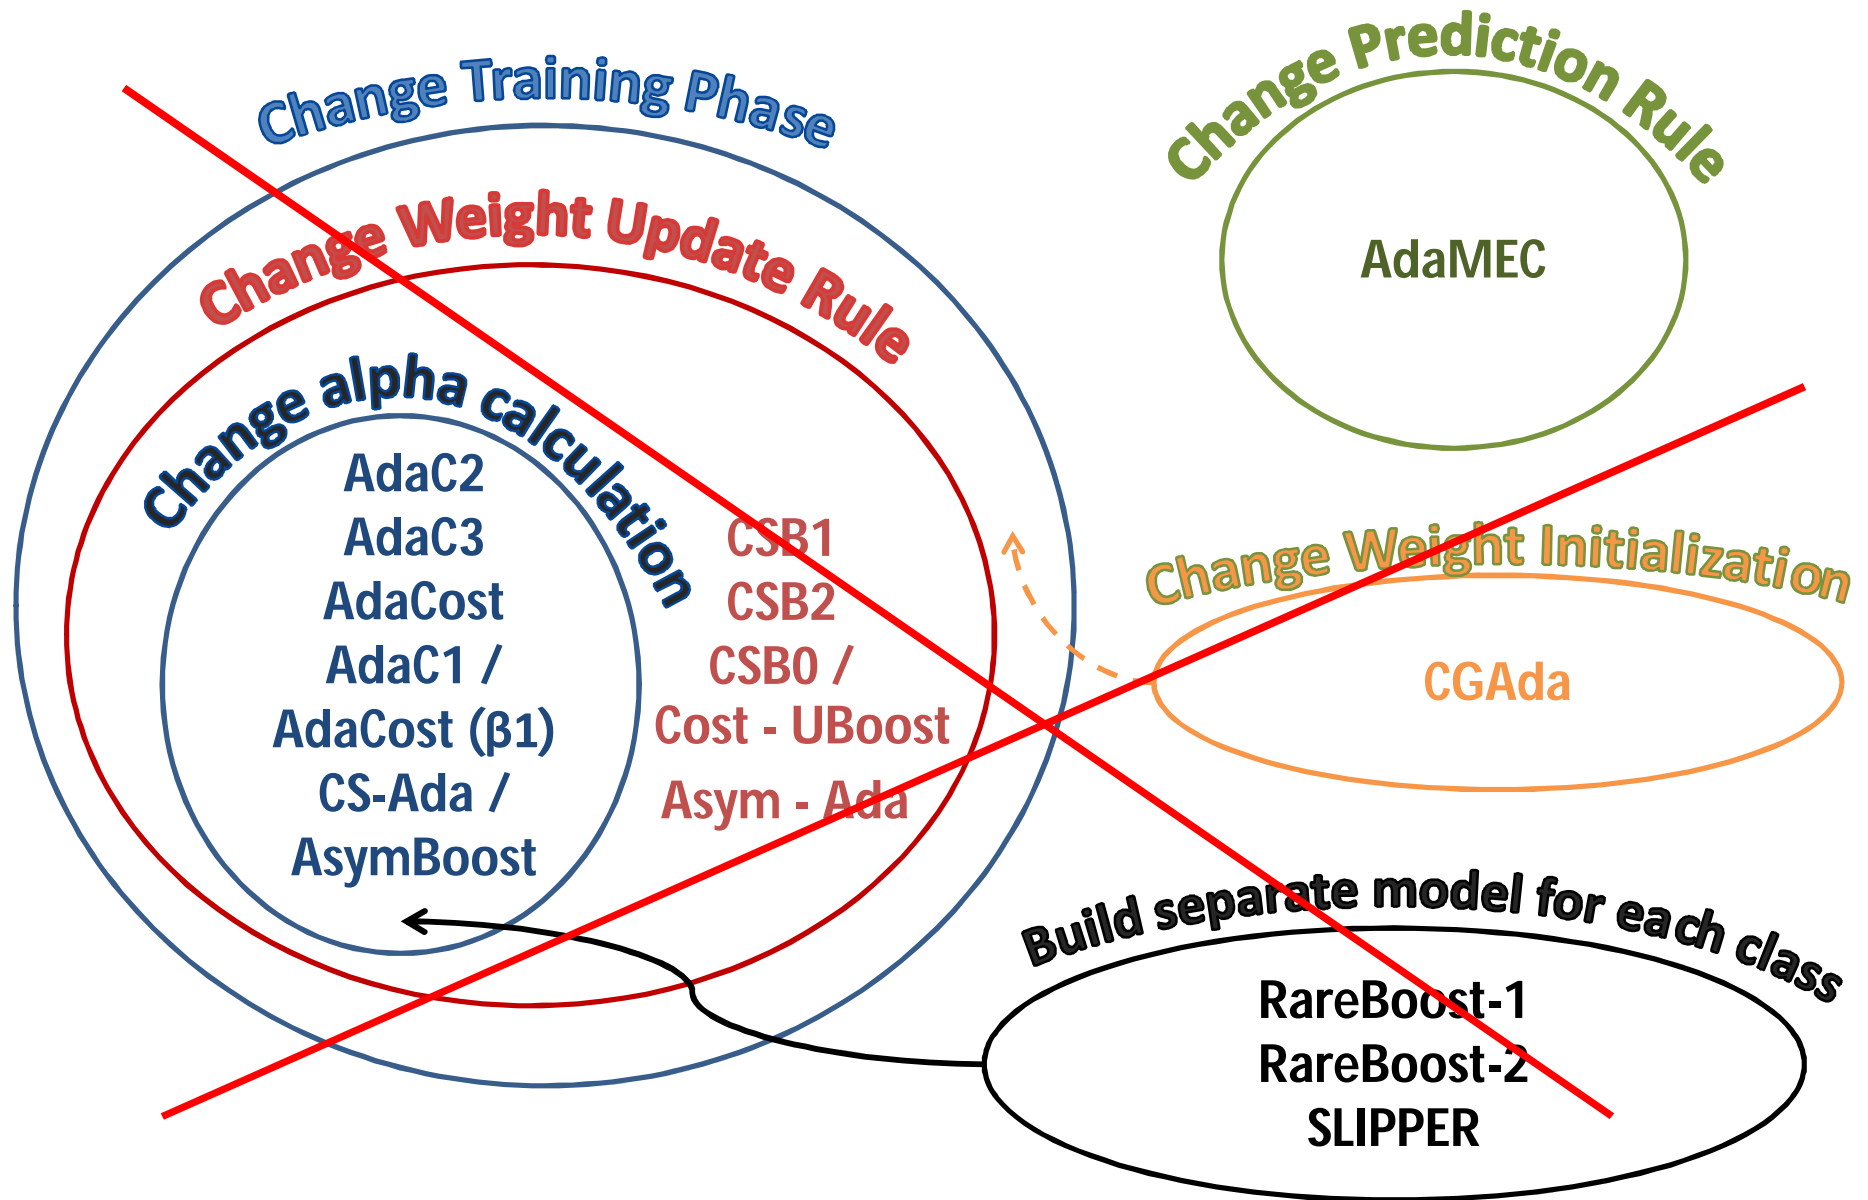 Change Training Phase
Change Weight Update Rule
Change alpha calculation
AdaC2
AdaC3
AdaCost
AdaC1 /
AdaCost (β1)
CS-Ada /
AsymBoost
CSB1
CSB2
CSB0 /
Cost - UBoost
Asym - Ada
Change Prediction Rule
AdaMEC
Change Weight Initialization
CGAda
Build separate model for each class
RareBoost-1
RareBoost-2
SLIPPER